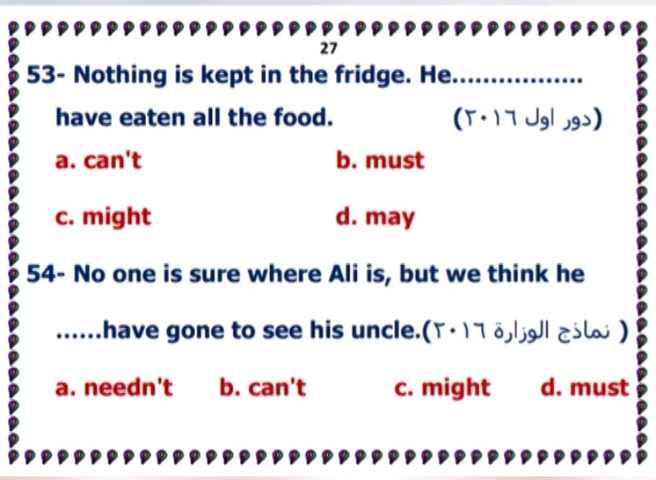 27
53- Nothing is kept in the fridge. He.................
have eaten all the food. (دور اول ٢٠١٦)
a. can't b. must
c. might d. may
54- No one is sure where Ali is, but we think he
......have gone to see his uncle.(نماذج الوزارة ٢٠١٦ )
a. needn't b. can't c. might d. must